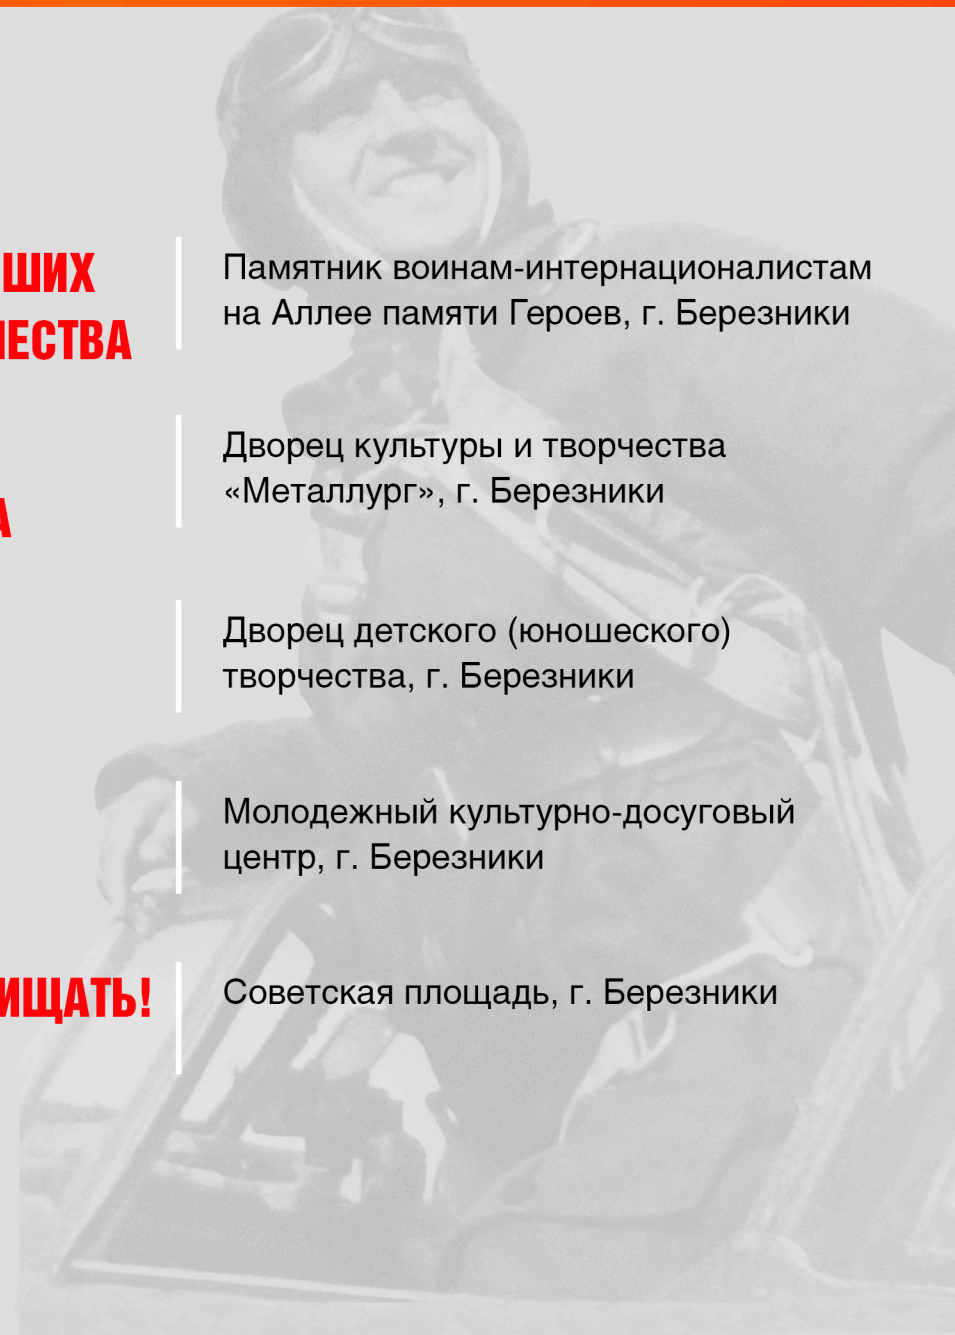 ШИХ
ЕСТВА
Памятник воинам-интернационалистам
на Аллее памяти Героев, г. Березники
А
Дворец культуры и творчества
«Металлург», г. Березники
Дворец детского (юношеского)
творчества, г. Березники
Молодежный культурно-досуговый
центр, г. Березники
ИЩАТЬ!
Советская площадь, г. Березники